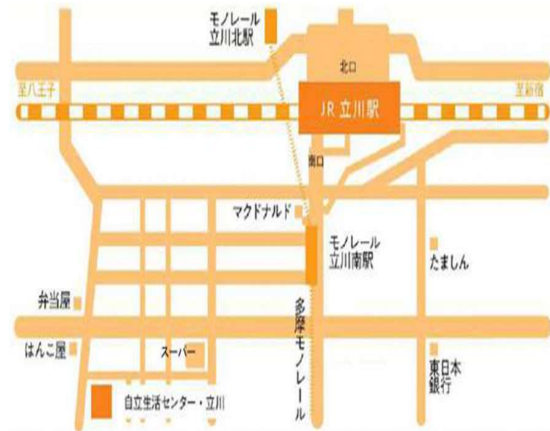 モノレール
立川北駅
北口
至八王子
至新宿
JR 立川駅
南口
マクドナルド
モノレール
立川南駅
たましん
多摩モノレール
弁当屋
はんこ屋
スーパー
東日本
銀行
自立生活センター・立川